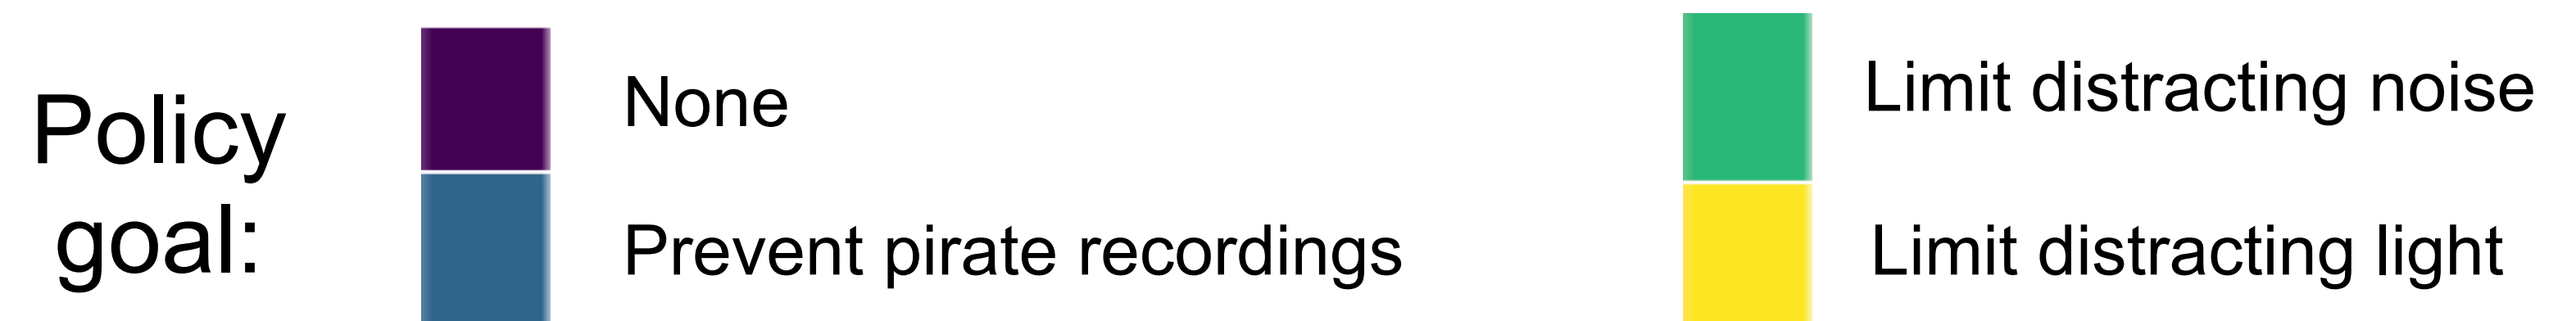 Policy
goal:
None
Prevent pirate recordings
Limit distracting noise
Limit distracting light